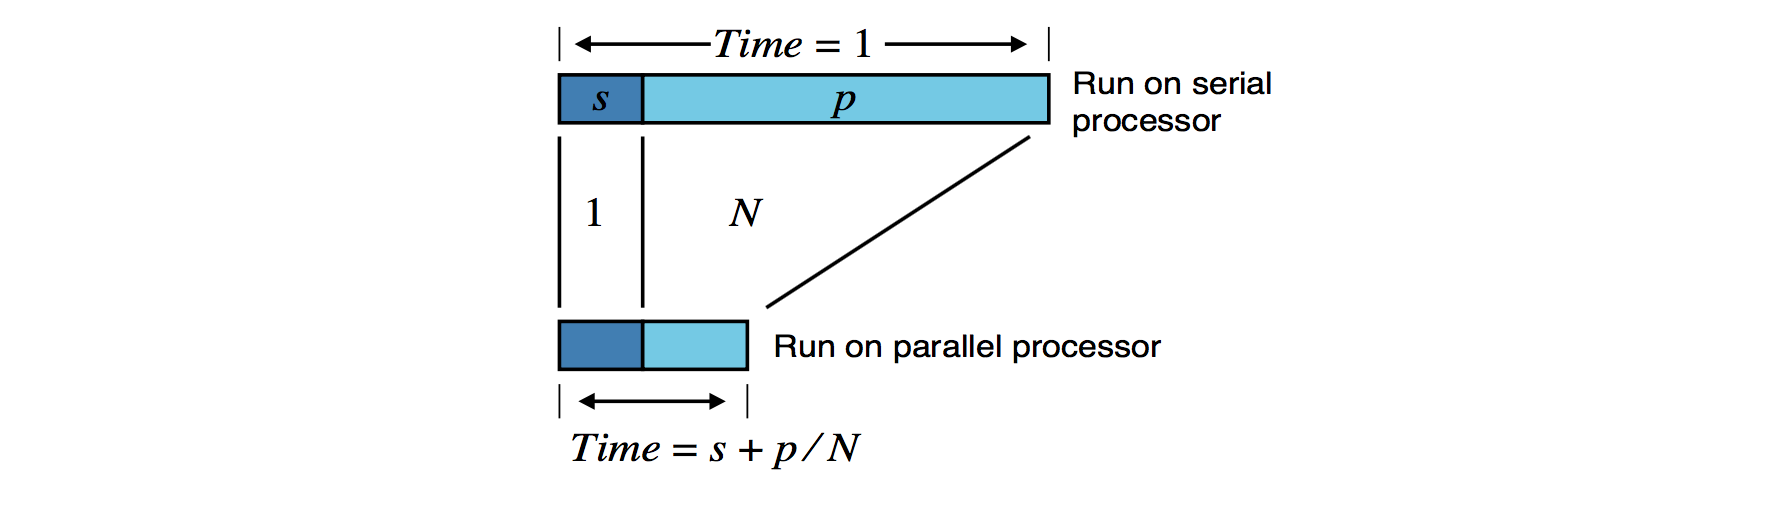 Time = 1
s
p
Run on serial
processor
1
N
Run on parallel processor
Time = s + p / N